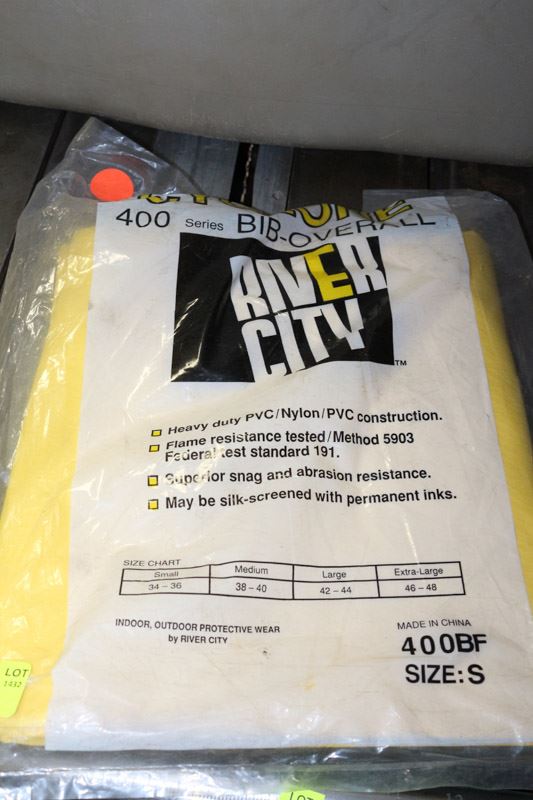 400 Series BIB-OVERALL
RIVER
CITY
TM
Heavy duty PVC/Nylon/PVC construction.
Flame resistance tested/Method 5903
Federal test standard 191.
Superior snag and abrasion resistance.
May be silk-screened with permanent inks.
SIZE CHART
Small Medium Large Extra-Large
34 – 36 38 – 40 42 – 44 46 – 48
INDOOR, OUTDOOR PROTECTIVE WEAR
by RIVER CITY
MADE IN CHINA
400BF
SIZE: S
LOT
1432
LOT